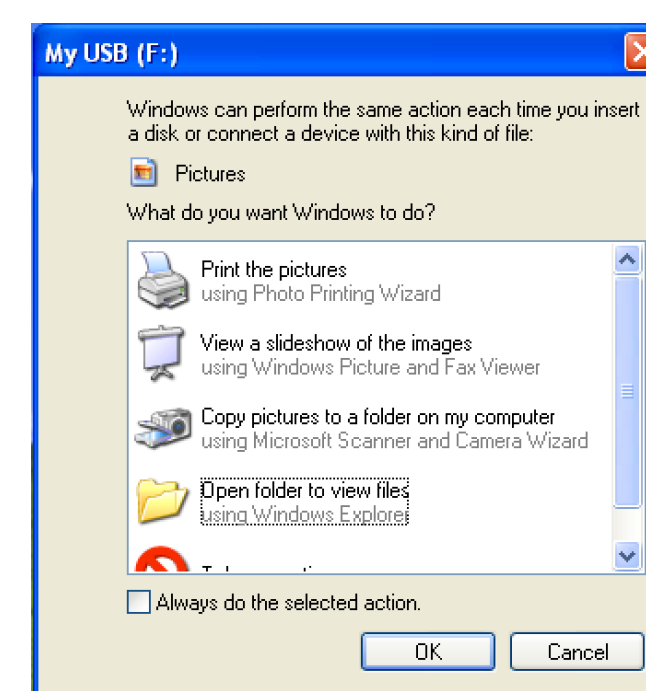 My USB (F:)
Windows can perform the same action each time you insert
a disk or connect a device with this kind of file:
Pictures
What do you want Windows to do?
Print the pictures
using Photo Printing Wizard
View a slideshow of the images
using Windows Picture and Fax Viewer
Copy pictures to a folder on my computer
using Microsoft Scanner and Camera Wizard
Open folder to view files
using Windows Explorer
Always do the selected action.
OK
Cancel